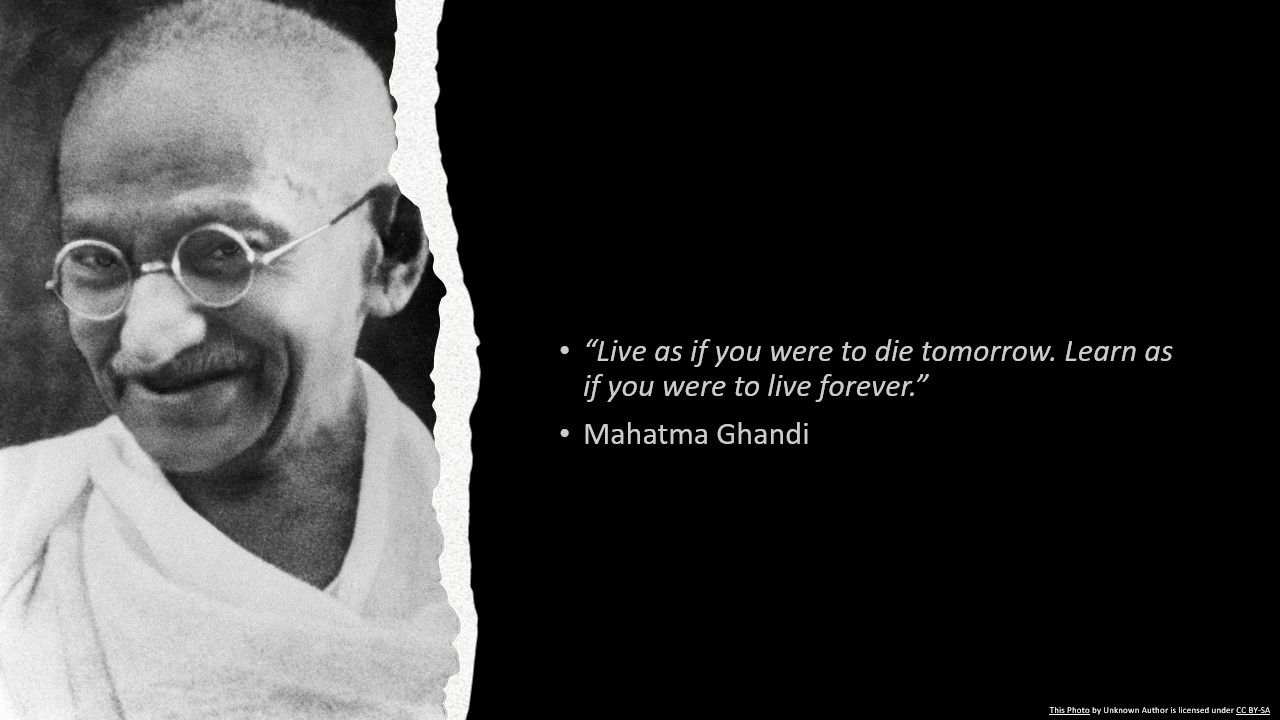 • “Live as if you were to die tomorrow. Learn as
if you were to live forever.”
• Mahatma Ghandi
This Photo by Unknown Author is licensed under CC BY-SA